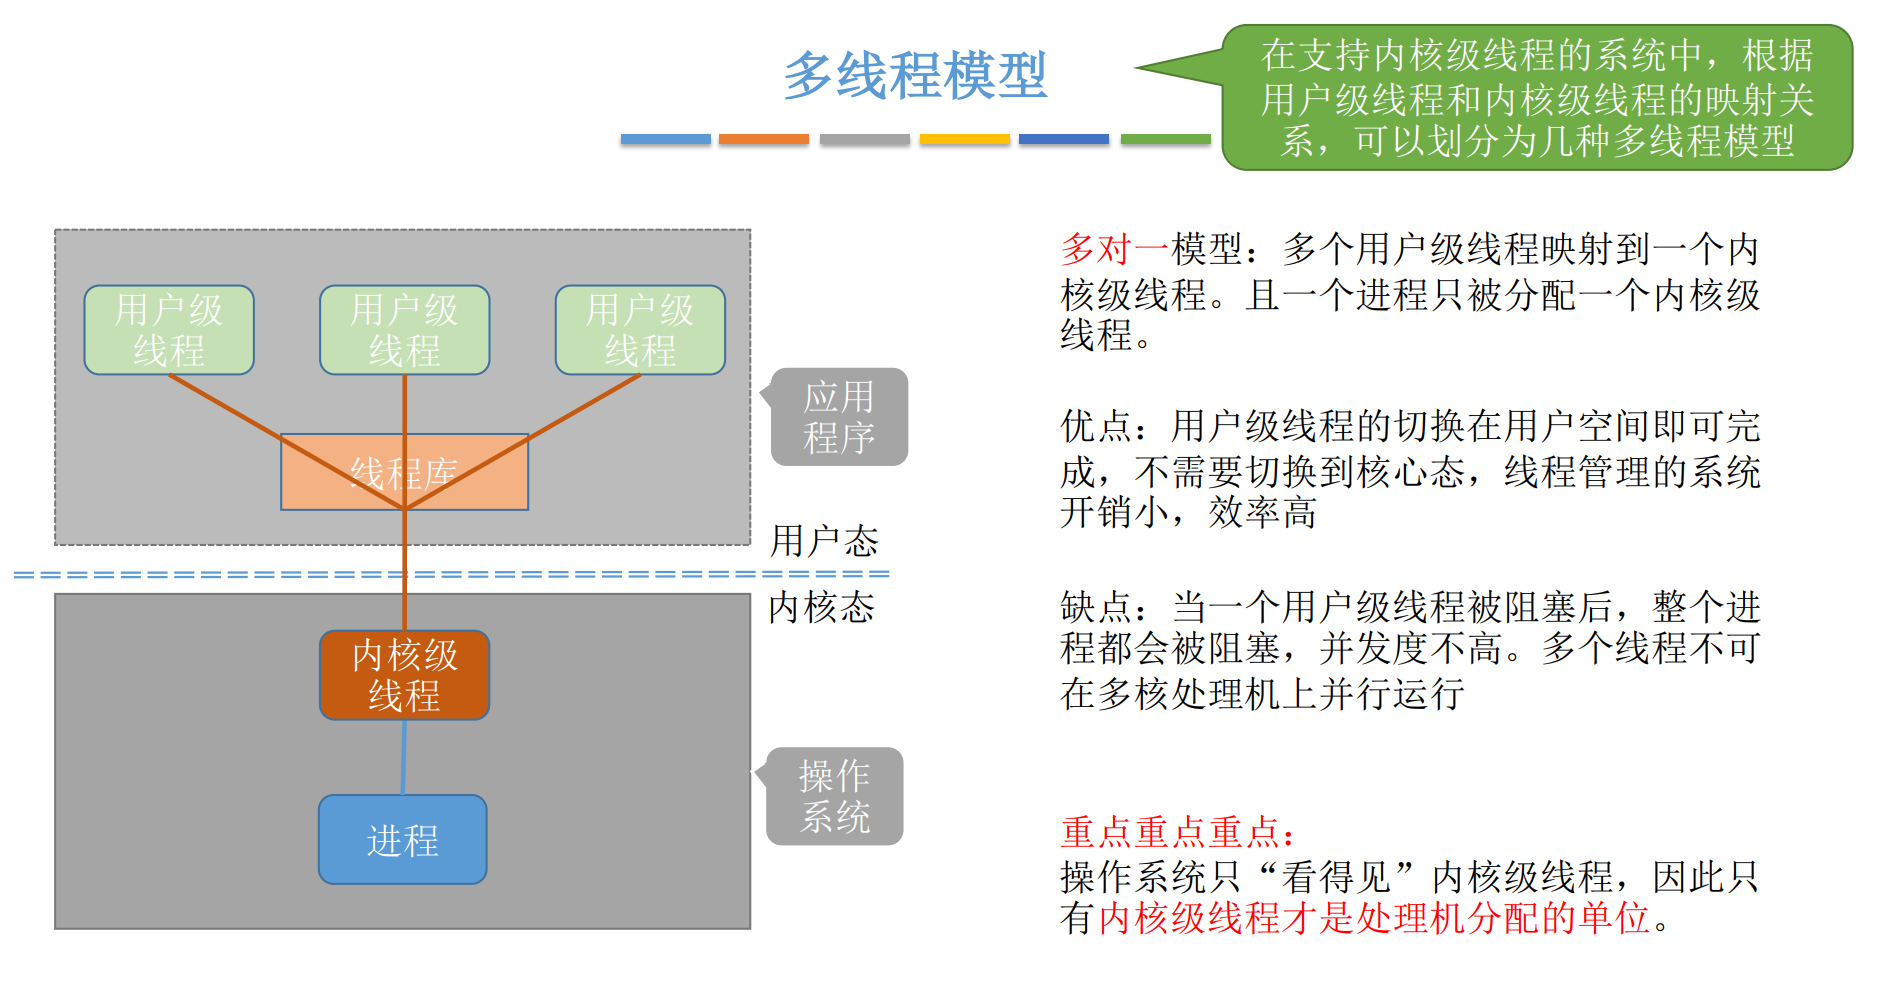 多线程模型
在支持内核级线程的系统中，根据
用户级线程和内核级线程的映射关
系，可以划分为几种多线程模型
用户级
线程
用户级
线程
用户级
线程
线程库
应用
程序
用户态
内核态
内核级
线程
进程
操作
系统
多对一模型：多个用户级线程映射到一个内
核级线程。且一个进程只被分配一个内核级
线程。
优点：用户级线程的切换在用户空间即可完
成，不需要切换到核心态，线程管理的系统
开销小，效率高
缺点：当一个用户级线程被阻塞后，整个进
程都会被阻塞，并发度不高。多个线程不可
在多核处理机上并行运行
重点重点重点：
操作系统只“看得见”内核级线程，因此只
有内核级线程才是处理机分配的单位。